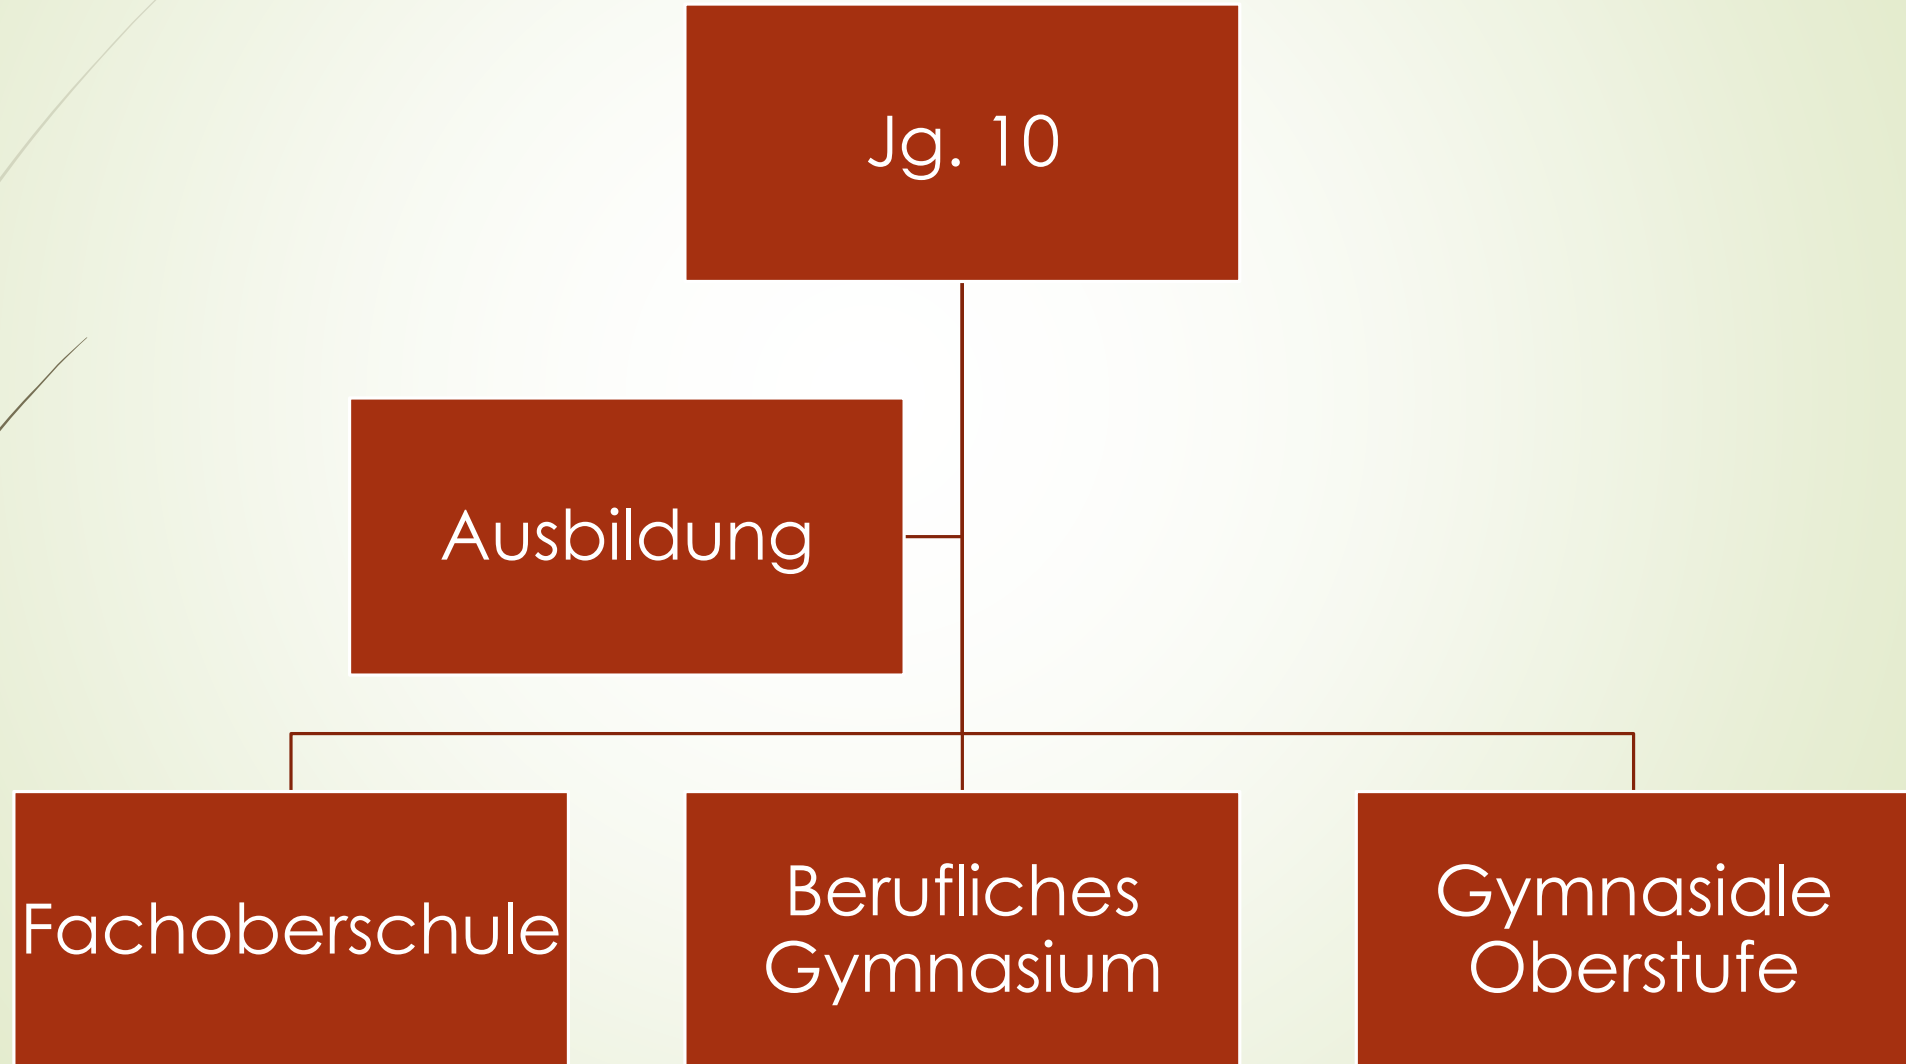 Jg. 10
Ausbildung
Fachoberschule
Berufliches
Gymnasium
Gymnasiale
Oberstufe